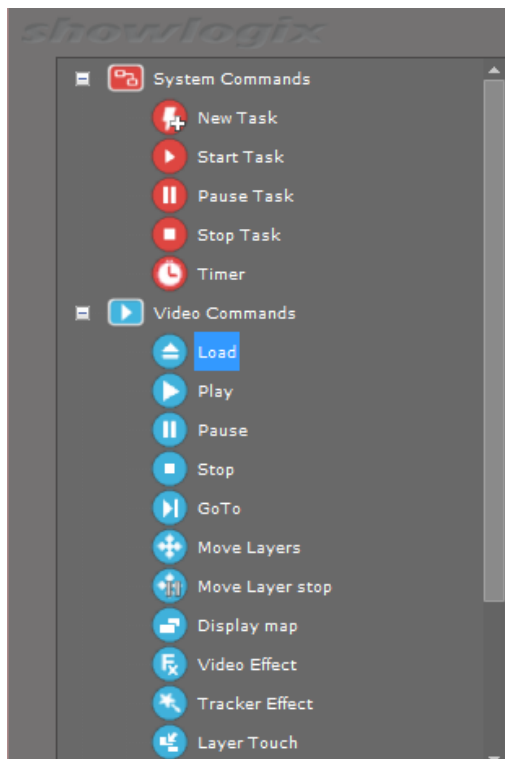 showlogix
System Commands
New Task
Start Task
Pause Task
Stop Task
Timer
Video Commands
Load
Play
Pause
Stop
GoTo
Move Layers
Move Layer stop
Display map
Video Effect
Tracker Effect
Layer Touch